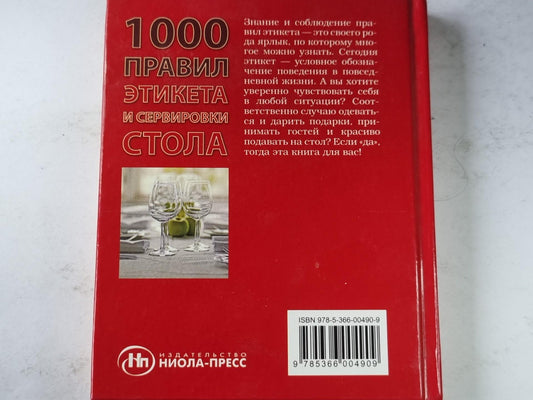 1000
ПРАВИЛ
ЭТИКЕТА
И СЕРВИРОВКИ
СТОЛА
Знание и соблюдение пра-
вил этикета — это своего ро-
да ярлык, по которому мно-
гое можно узнать. Сегодня
этикет — условное обозна-
чение поведения в повсед-
невной жизни. А вы хотите
уверенно чувствовать себя
в любой ситуации? Соот-
ветственно случаю одевать-
ся и дарить подарки, при-
нимать гостей и красиво
подавать на стол? Если «да»,
тогда эта книга для вас!
ISBN 978-5-366-00490-9
9 785366 004909
Нп
ИЗДАТЕЛЬСТВО
НИОЛА-ПРЕСС